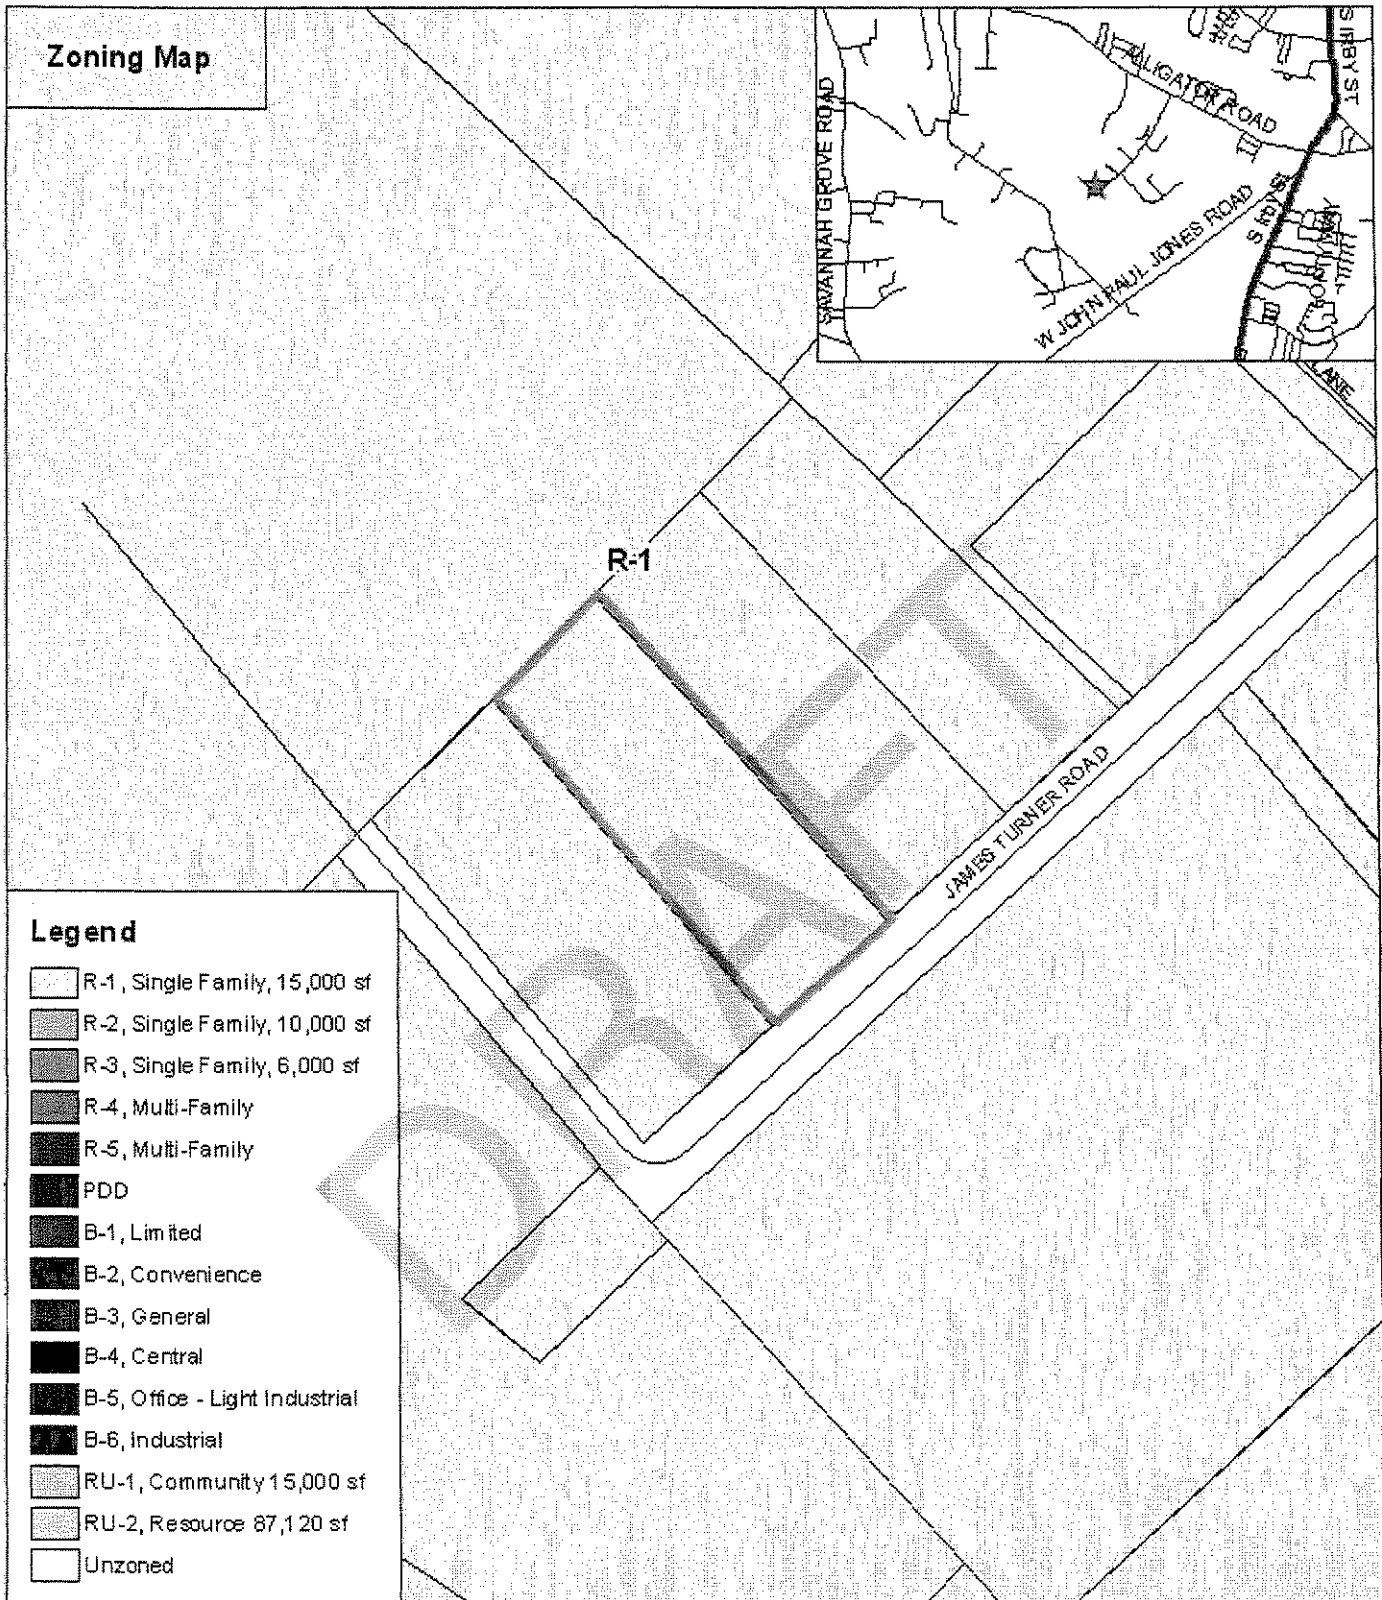 Zoning Map
SAVANNAH GROVE ROAD
ALLIGATOR ROAD
S IRBY ST
W JOHN PAUL JONES ROAD
S IRBY ST
LANE
R-1
JAMES TURNER ROAD
DRAFT
Legend
R-1, Single Family, 15,000 sf
R-2, Single Family, 10,000 sf
R-3, Single Family, 6,000 sf
R-4, Multi-Family
R-5, Multi-Family
PDD
B-1, Limited
B-2, Convenience
B-3, General
B-4, Central
B-5, Office - Light Industrial
B-6, Industrial
RU-1, Community 15,000 sf
RU-2, Resource 87,120 sf
Unzoned